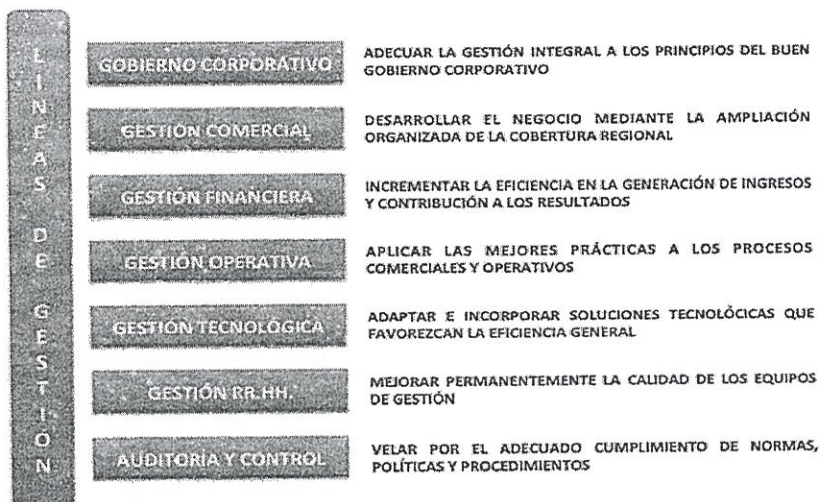 LINEAS DE GESTIÓN
GOBIERNO CORPORATIVO
ADECUAR LA GESTIÓN INTEGRAL A LOS PRINCIPIOS DEL BUEN
GOBIERNO CORPORATIVO
GESTIÓN COMERCIAL
DESARROLLAR EL NEGOCIO MEDIANTE LA AMPLIACIÓN
ORGANIZADA DE LA COBERTURA REGIONAL
GESTIÓN FINANCIERA
INCREMENTAR LA EFICIENCIA EN LA GENERACIÓN DE INGRESOS
Y CONTRIBUCIÓN A LOS RESULTADOS
GESTIÓN OPERATIVA
APLICAR LAS MEJORES PRÁCTICAS A LOS PROCESOS
COMERCIALES Y OPERATIVOS
GESTIÓN TECNOLÓGICA
ADAPTAR E INCORPORAR SOLUCIONES TECNOLÓCICAS QUE
FAVOREZCAN LA EFICIENCIA GENERAL
GESTIÓN RR.HH.
MEJORAR PERMANENTEMENTE LA CALIDAD DE LOS EQUIPOS
DE GESTIÓN
AUDITORÍA Y CONTROL
VELAR POR EL ADECUADO CUMPLIMIENTO DE NORMAS,
POLÍTICAS Y PROCEDIMIENTOS